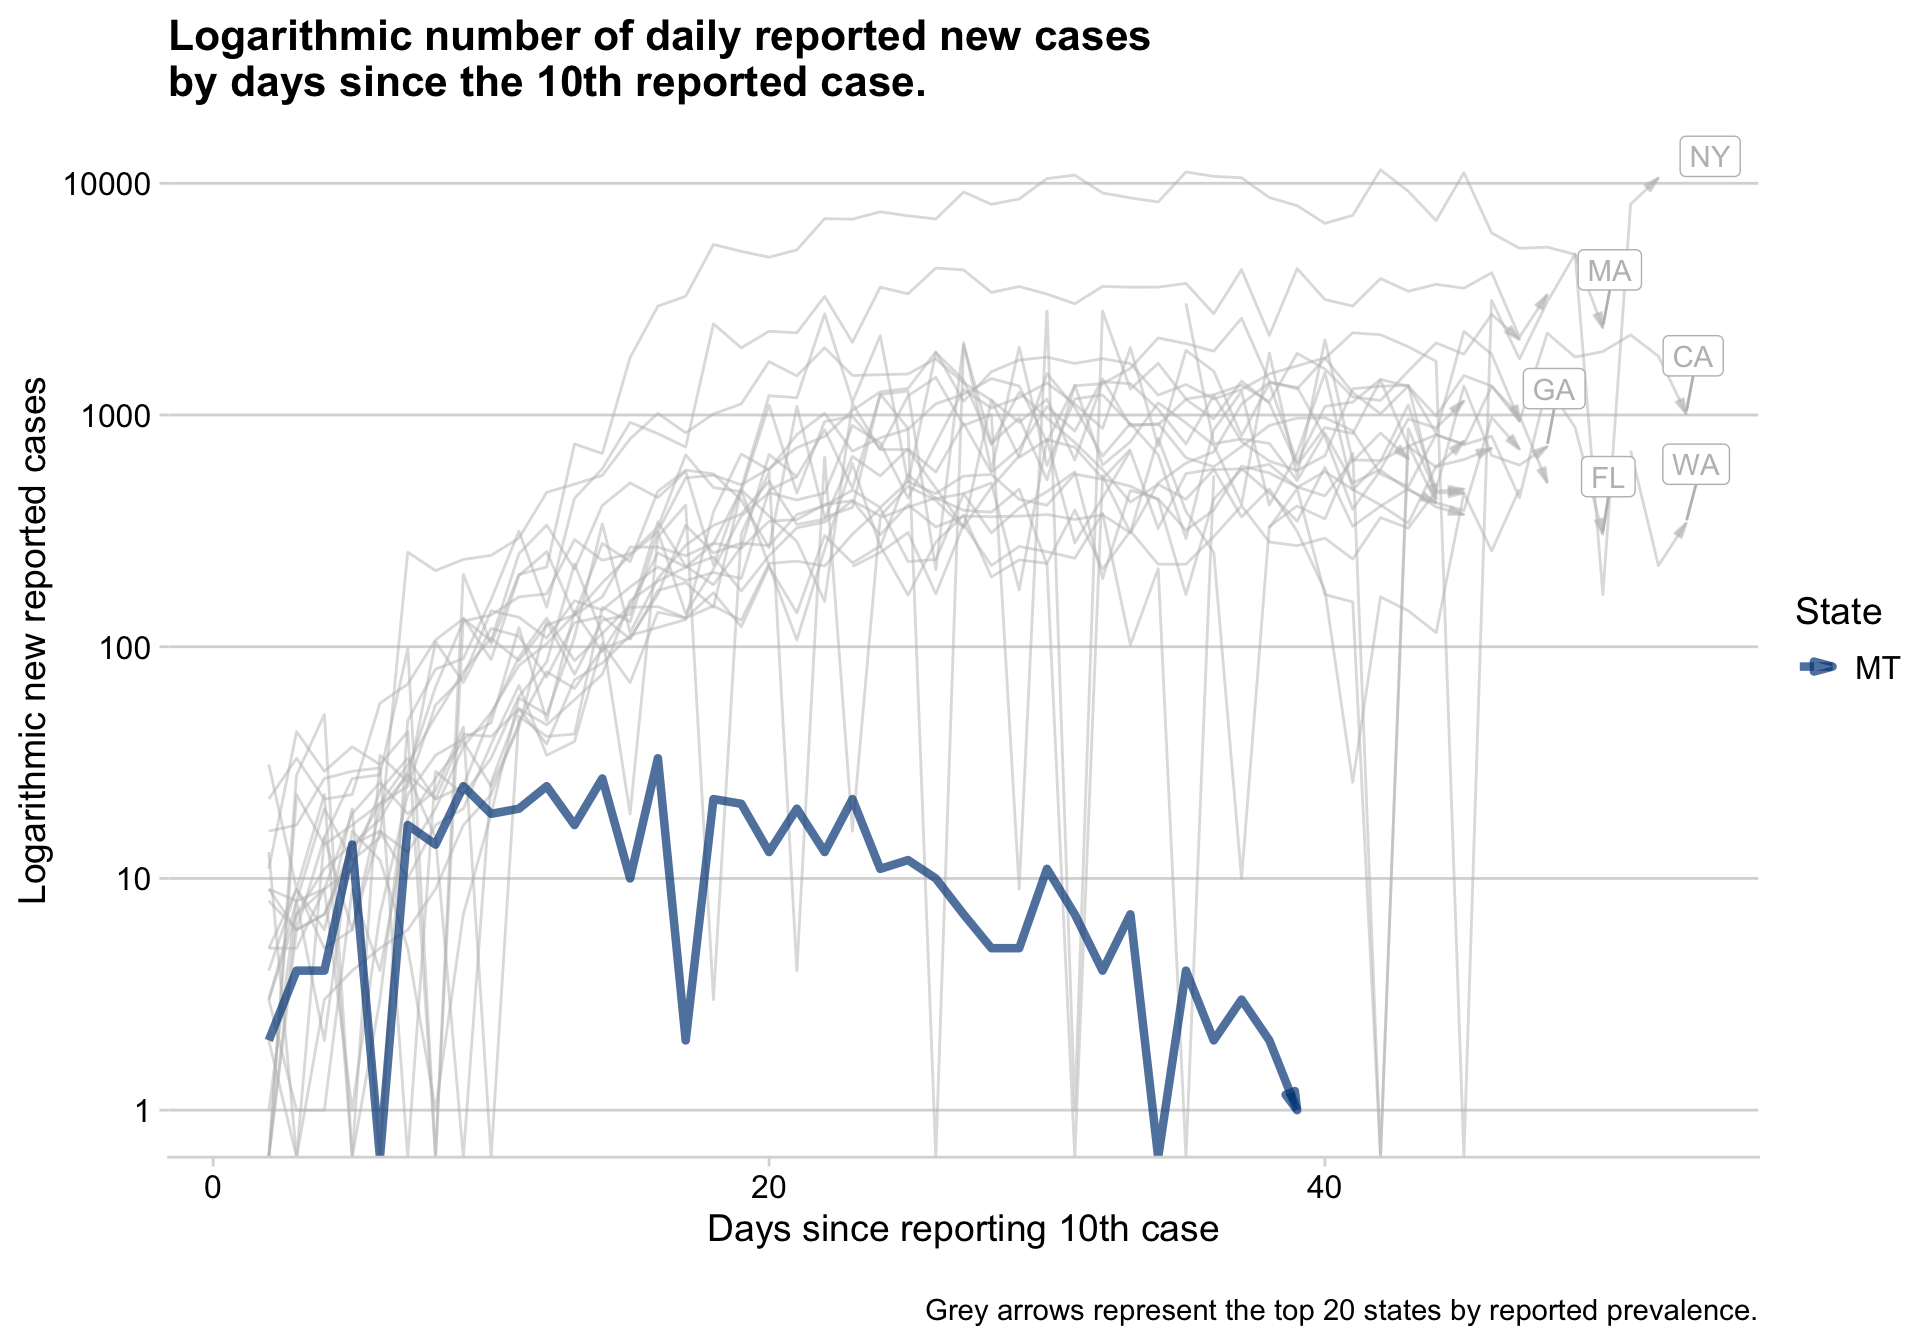 Logarithmic number of daily reported new cases
by days since the 10th reported case.
Logarithmic new reported cases
10000
1000
100
10
1
NY
MA
CA
GA
WA
FL
State
MT
0
20
40
Days since reporting 10th case
Grey arrows represent the top 20 states by reported prevalence.